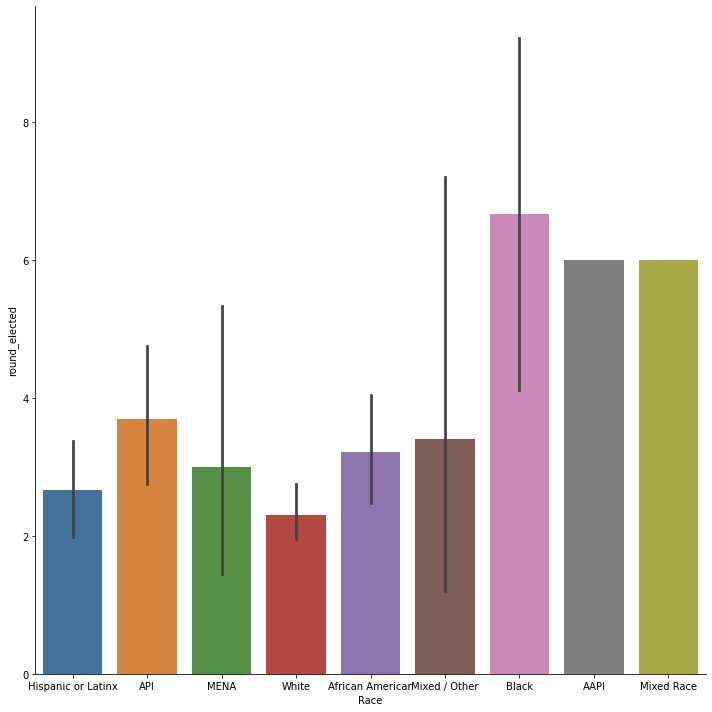 8
6
4
2
0
round_elected
Hispanic or Latinx API MENA White African American Mixed / Other Black AAPI Mixed Race
Race